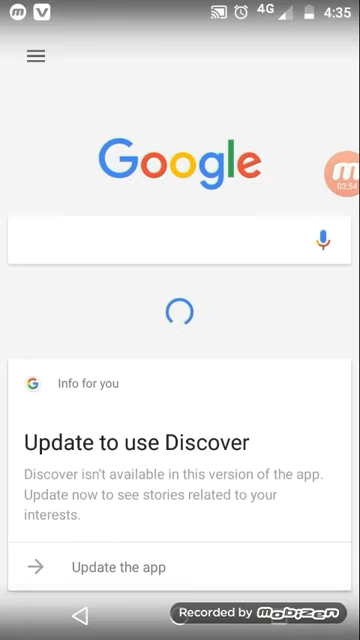 4G 4:35
Google
03:54
Info for you
Update to use Discover
Discover isn't available in this version of the app.
Update now to see stories related to your
interests.
Update the app
Recorded by mobizen